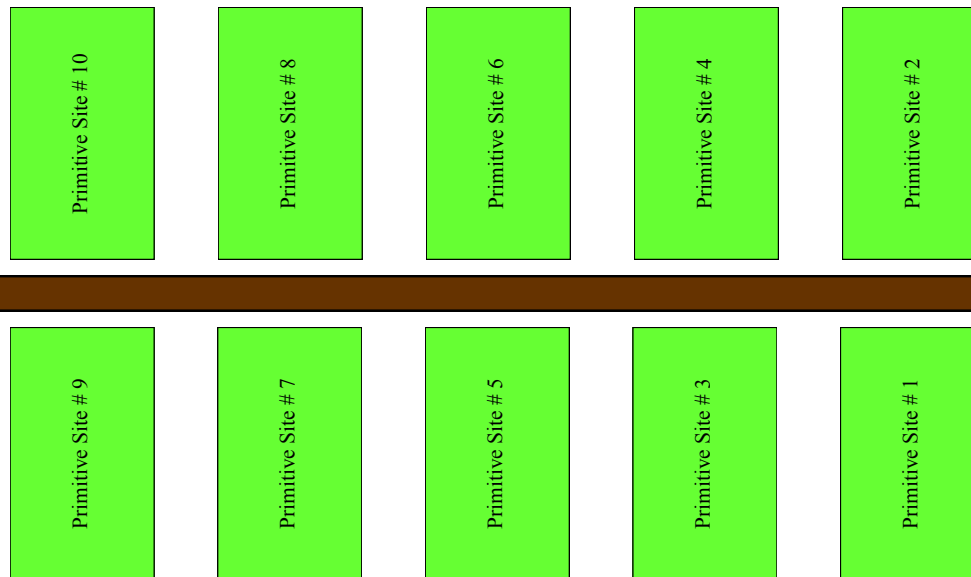 Primitive Site # 10
Primitive Site # 8
Primitive Site # 6
Primitive Site # 4
Primitive Site # 2
Primitive Site # 9
Primitive Site # 7
Primitive Site # 5
Primitive Site # 3
Primitive Site # 1